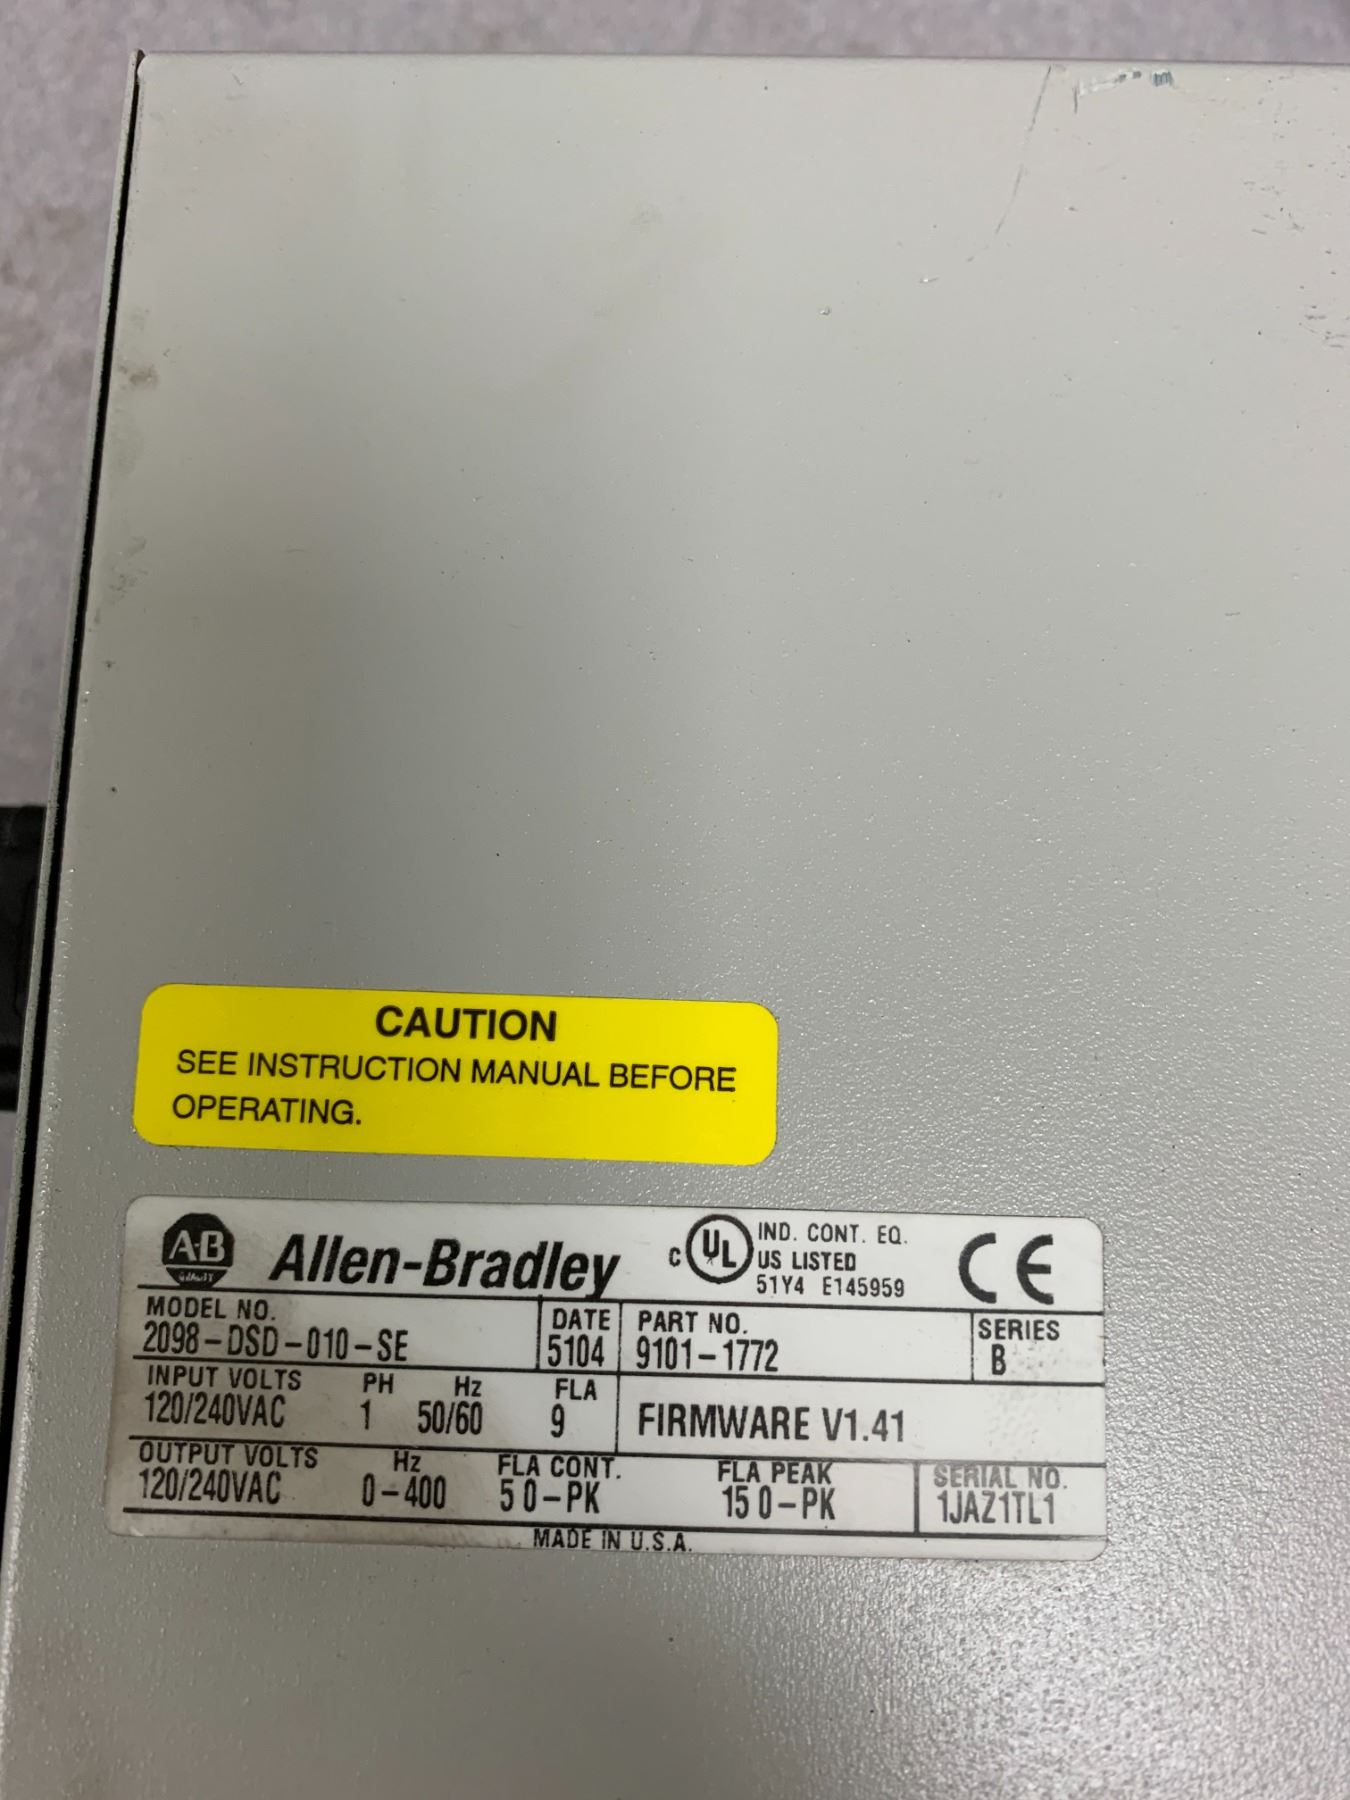 CAUTION
SEE INSTRUCTION MANUAL BEFORE
OPERATING.
AB
QUALITY
Allen-Bradley
C UL
IND. CONT. EQ.
US LISTED
51Y4 E145959
CE
MODEL NO.
2098-DSD-010-SE
DATE
5104
PART NO.
9101-1772
SERIES
B
INPUT VOLTS PH Hz FLA
120/240VAC 1 50/60 9
FIRMWARE V1.41
OUTPUT VOLTS Hz FLA CONT. FLA PEAK
120/240VAC 0-400 5 0-PK 15 0-PK
SERIAL NO.
1JAZ1TL1
MADE IN U.S.A.